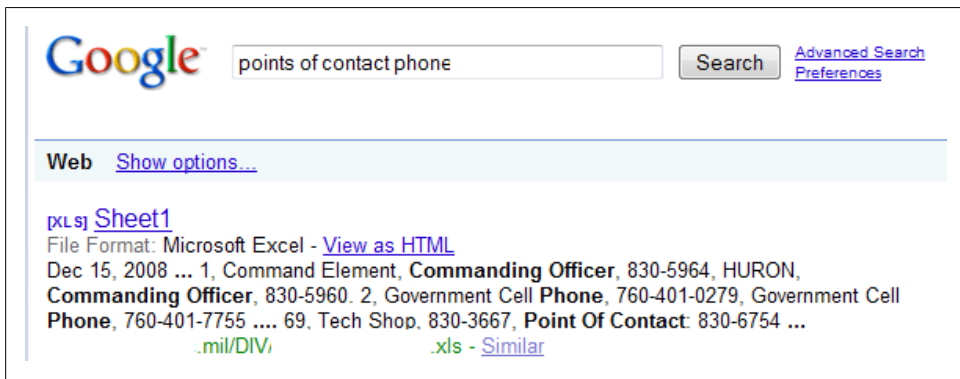 Google points of contact phone Search Advanced Search
Preferences
Web Show options...
[XLS] Sheet1
File Format: Microsoft Excel - View as HTML
Dec 15, 2008 ... 1, Command Element, Commanding Officer, 830-5964, HURON,
Commanding Officer, 830-5960. 2, Government Cell Phone, 760-401-0279, Government Cell
Phone, 760-401-7755 .... 69, Tech Shop, 830-3667, Point Of Contact: 830-6754 ...
.mil/DIV/ .xls - Similar